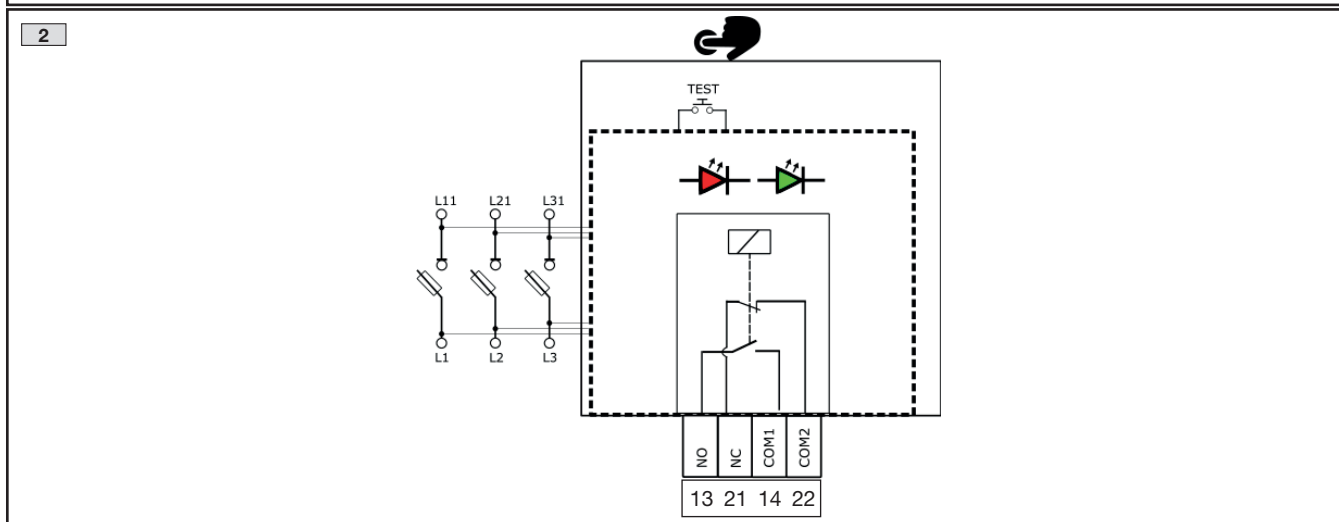 2
TEST
L11 L21 L31
L1 L2 L3
NO NC COM1 COM2
13 21 14 22